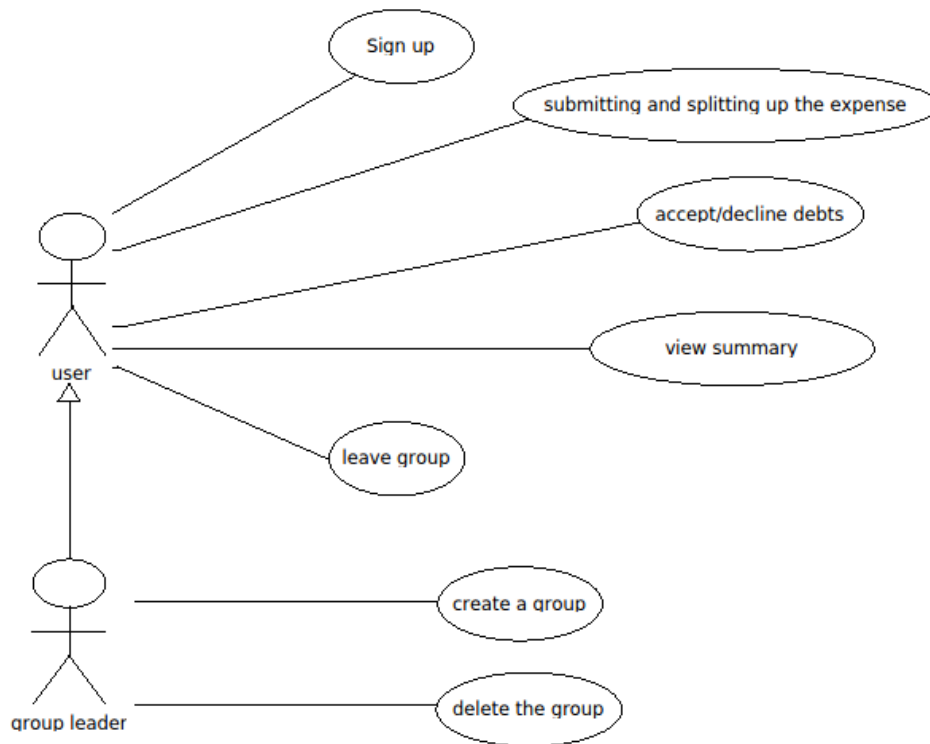 Sign up
submitting and splitting up the expense
accept/decline debts
view summary
user
leave group
create a group
delete the group
group leader